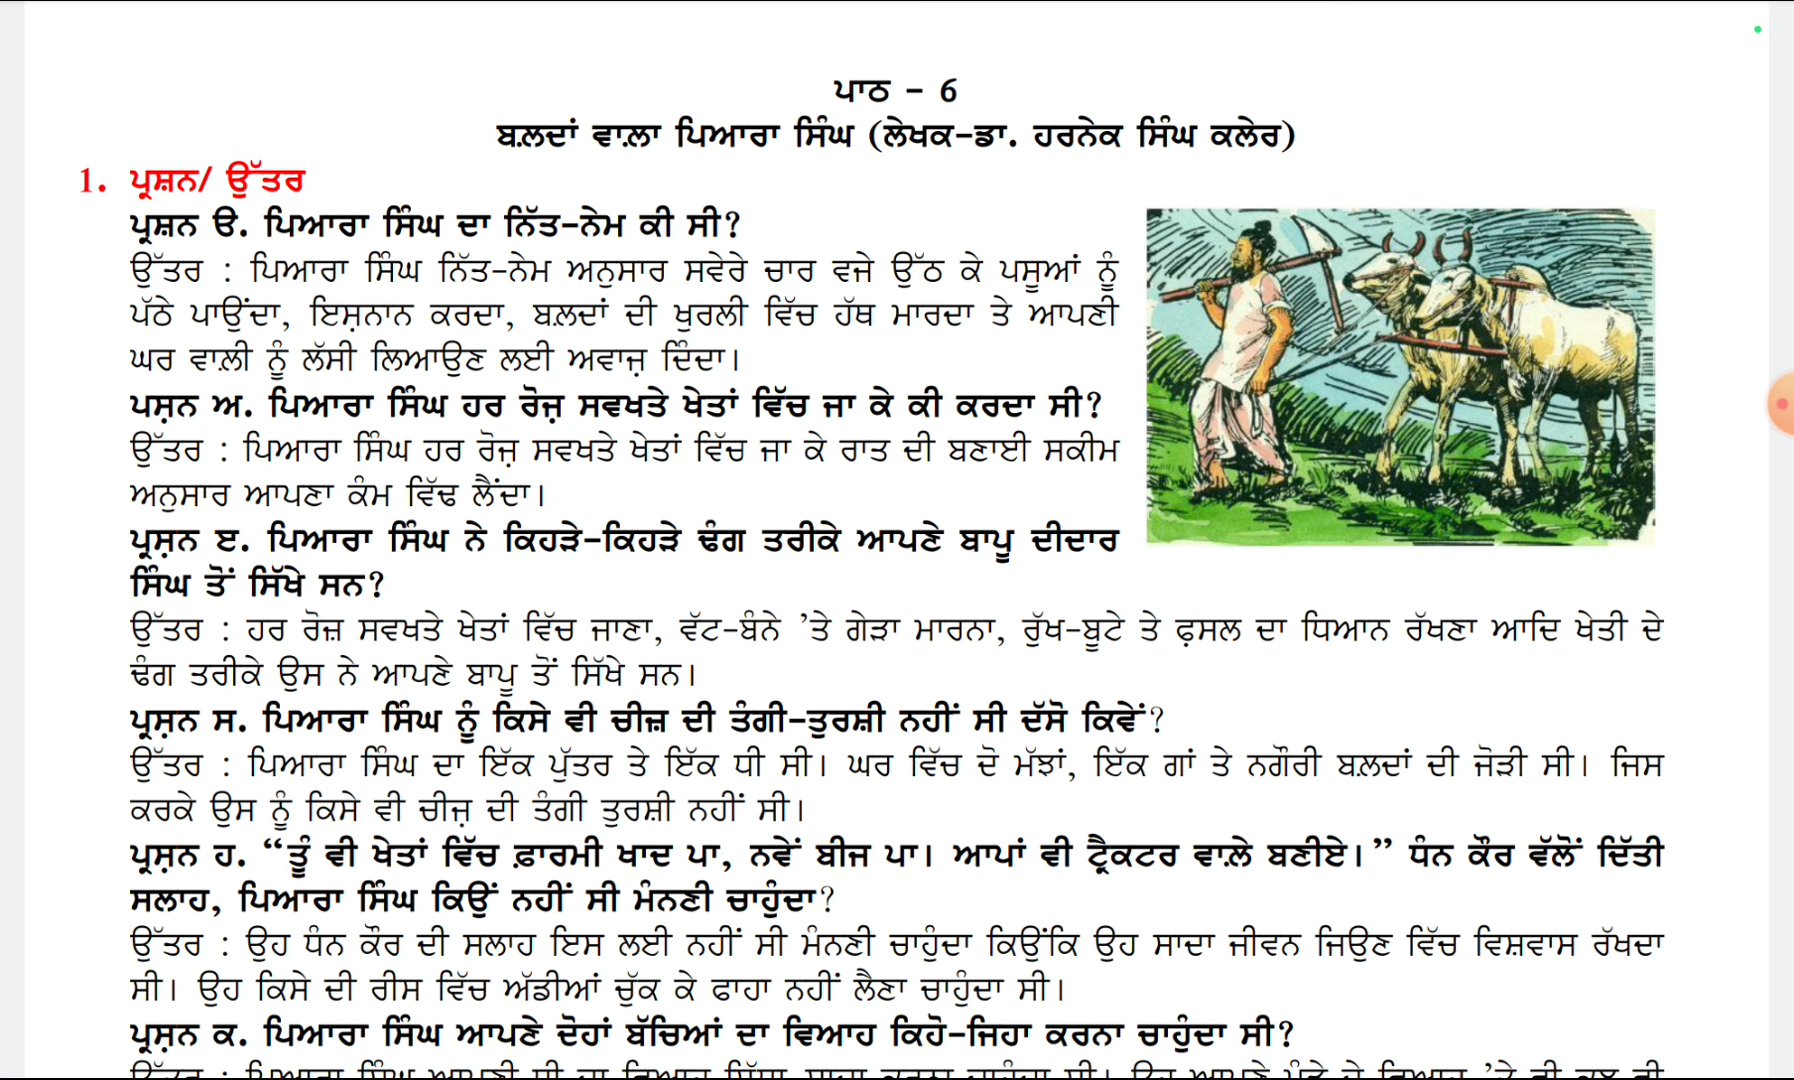 ਪਾਠ – 6
ਬਲ਼ਦਾਂ ਵਾਲ਼ਾ ਪਿਆਰਾ ਸਿੰਘ (ਲੇਖਕ-ਡਾ. ਹਰਨੇਕ ਸਿੰਘ ਕਲੇਰ)
1. ਪ੍ਰਸ਼ਨ/ ਉੱਤਰ
ਪ੍ਰਸ਼ਨ ੳ. ਪਿਆਰਾ ਸਿੰਘ ਦਾ ਨਿੱਤ-ਨੇਮ ਕੀ ਸੀ?
ਉੱਤਰ : ਪਿਆਰਾ ਸਿੰਘ ਨਿੱਤ-ਨੇਮ ਅਨੁਸਾਰ ਸਵੇਰੇ ਚਾਰ ਵਜੇ ਉੱਠ ਕੇ ਪਸ਼ੂਆਂ ਨੂੰ
ਪੱਠੇ ਪਾਉਂਦਾ, ਇਸ਼ਨਾਨ ਕਰਦਾ, ਬਲ਼ਦਾਂ ਦੀ ਖੁਰਲੀ ਵਿੱਚ ਹੱਥ ਮਾਰਦਾ ਤੇ ਆਪਣੀ
ਘਰ ਵਾਲ਼ੀ ਨੂੰ ਲੱਸੀ ਲਿਆਉਣ ਲਈ ਅਵਾਜ਼ ਦਿੰਦਾ।
ਪਸ਼ਨ ਅ. ਪਿਆਰਾ ਸਿੰਘ ਹਰ ਰੋਜ਼ ਸਵਖਤੇ ਖੇਤਾਂ ਵਿੱਚ ਜਾ ਕੇ ਕੀ ਕਰਦਾ ਸੀ?
ਉੱਤਰ : ਪਿਆਰਾ ਸਿੰਘ ਹਰ ਰੋਜ਼ ਸਵਖਤੇ ਖੇਤਾਂ ਵਿੱਚ ਜਾ ਕੇ ਰਾਤ ਦੀ ਬਣਾਈ ਸਕੀਮ
ਅਨੁਸਾਰ ਆਪਣਾ ਕੰਮ ਵਿੱਢ ਲੈਂਦਾ।
ਪ੍ਰਸ਼ਨ ੲ. ਪਿਆਰਾ ਸਿੰਘ ਨੇ ਕਿਹੜੇ-ਕਿਹੜੇ ਢੰਗ ਤਰੀਕੇ ਆਪਣੇ ਬਾਪੂ ਦੀਦਾਰ
ਸਿੰਘ ਤੋਂ ਸਿੱਖੇ ਸਨ?
ਉੱਤਰ : ਹਰ ਰੋਜ਼ ਸਵਖਤੇ ਖੇਤਾਂ ਵਿੱਚ ਜਾਣਾ, ਵੱਟ-ਬੰਨੇ ’ਤੇ ਗੇੜਾ ਮਾਰਨਾ, ਰੁੱਖ-ਬੂਟੇ ਤੇ ਫ਼ਸਲ ਦਾ ਧਿਆਨ ਰੱਖਣਾ ਆਦਿ ਖੇਤੀ ਦੇ
ਢੰਗ ਤਰੀਕੇ ਉਸ ਨੇ ਆਪਣੇ ਬਾਪੂ ਤੋਂ ਸਿੱਖੇ ਸਨ।
ਪ੍ਰਸ਼ਨ ਸ. ਪਿਆਰਾ ਸਿੰਘ ਨੂੰ ਕਿਸੇ ਵੀ ਚੀਜ਼ ਦੀ ਤੰਗੀ-ਤੁਰਸ਼ੀ ਨਹੀਂ ਸੀ ਦੱਸੋ ਕਿਵੇਂ?
ਉੱਤਰ : ਪਿਆਰਾ ਸਿੰਘ ਦਾ ਇੱਕ ਪੁੱਤਰ ਤੇ ਇੱਕ ਧੀ ਸੀ। ਘਰ ਵਿੱਚ ਦੋ ਮੱਝਾਂ, ਇੱਕ ਗਾਂ ਤੇ ਨਗੌਰੀ ਬਲ਼ਦਾਂ ਦੀ ਜੋੜੀ ਸੀ। ਜਿਸ
ਕਰਕੇ ਉਸ ਨੂੰ ਕਿਸੇ ਵੀ ਚੀਜ਼ ਦੀ ਤੰਗੀ ਤੁਰਸ਼ੀ ਨਹੀਂ ਸੀ।
ਪ੍ਰਸ਼ਨ ਹ. “ਤੂੰ ਵੀ ਖੇਤਾਂ ਵਿੱਚ ਫ਼ਾਰਮੀ ਖਾਦ ਪਾ, ਨਵੇਂ ਬੀਜ ਪਾ। ਆਪਾਂ ਵੀ ਟ੍ਰੈਕਟਰ ਵਾਲ਼ੇ ਬਣੀਏ।” ਧੰਨ ਕੌਰ ਵੱਲੋਂ ਦਿੱਤੀ
ਸਲਾਹ, ਪਿਆਰਾ ਸਿੰਘ ਕਿਉਂ ਨਹੀਂ ਸੀ ਮੰਨਣੀ ਚਾਹੁੰਦਾ?
ਉੱਤਰ : ਉਹ ਧੰਨ ਕੌਰ ਦੀ ਸਲਾਹ ਇਸ ਲਈ ਨਹੀਂ ਸੀ ਮੰਨਣੀ ਚਾਹੁੰਦਾ ਕਿਉਂਕਿ ਉਹ ਸਾਦਾ ਜੀਵਨ ਜਿਉਣ ਵਿੱਚ ਵਿਸ਼ਵਾਸ ਰੱਖਦਾ
ਸੀ। ਉਹ ਕਿਸੇ ਦੀ ਰੀਸ ਵਿੱਚ ਅੱਡੀਆਂ ਚੁੱਕ ਕੇ ਫਾਹਾ ਨਹੀਂ ਲੈਣਾ ਚਾਹੁੰਦਾ ਸੀ।
ਪ੍ਰਸ਼ਨ ਕ. ਪਿਆਰਾ ਸਿੰਘ ਆਪਣੇ ਦੋਹਾਂ ਬੱਚਿਆਂ ਦਾ ਵਿਆਹ ਕਿਹੋ-ਜਿਹਾ ਕਰਨਾ ਚਾਹੁੰਦਾ ਸੀ?